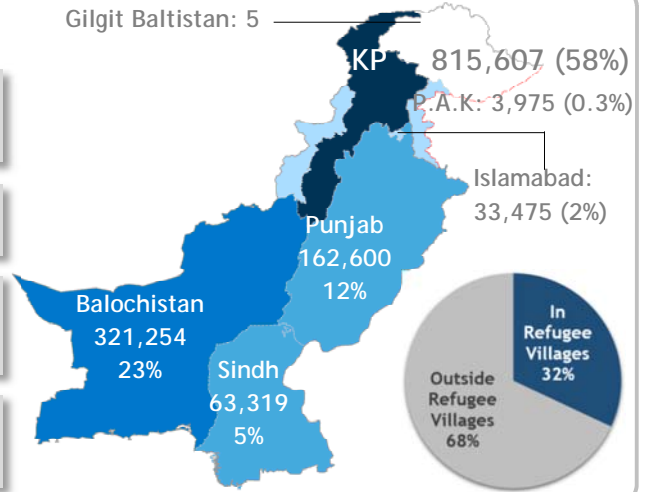 Gilgit Baltistan: 5
KP 815,607 (58%)
P.A.K: 3,975 (0.3%)
Islamabad:
33,475 (2%)
Punjab
162,600
12%
Balochistan
321,254
23%
Sindh
63,319
5%
In
Refugee
Villages
32%
Outside
Refugee
Villages
68%